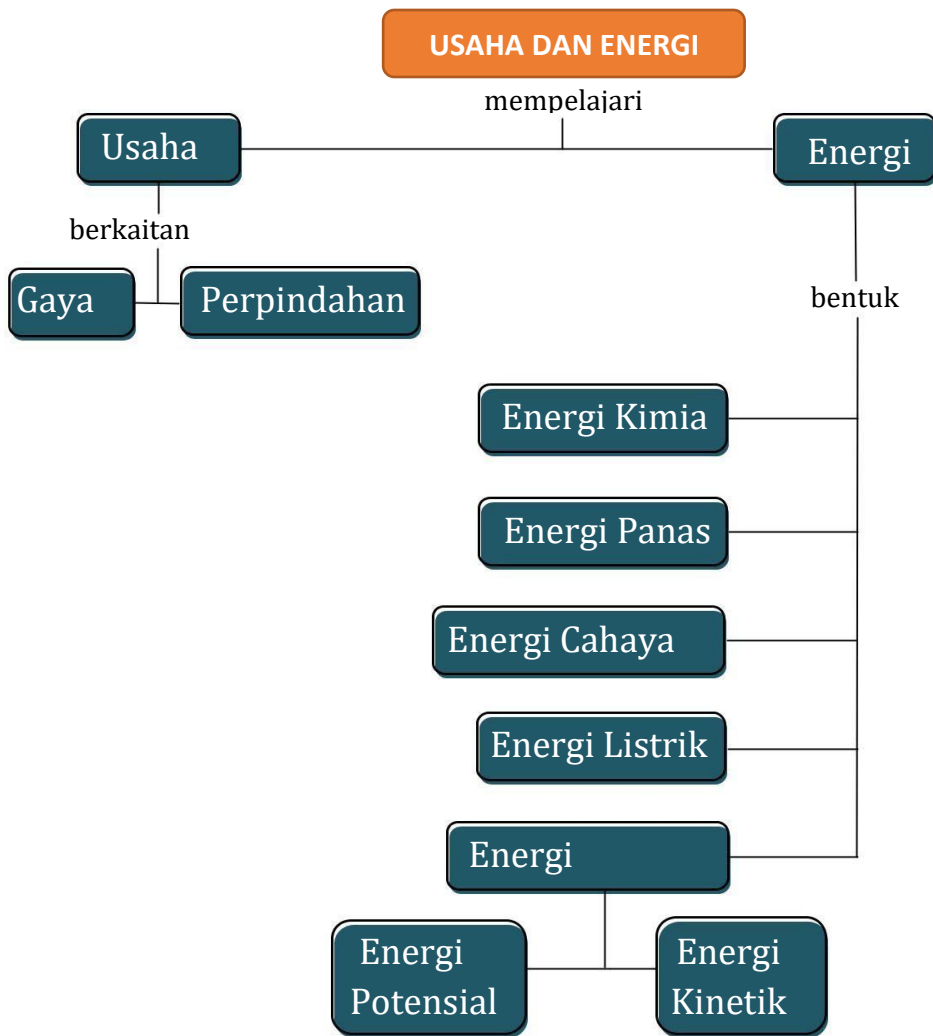 USAHA DAN ENERGI
mempelajari
Usaha
Energi
berkaitan
Gaya
Perpindahan
bentuk
Energi Kimia
Energi Panas
Energi Cahaya
Energi Listrik
Energi
Energi
Potensial
Energi
Kinetik